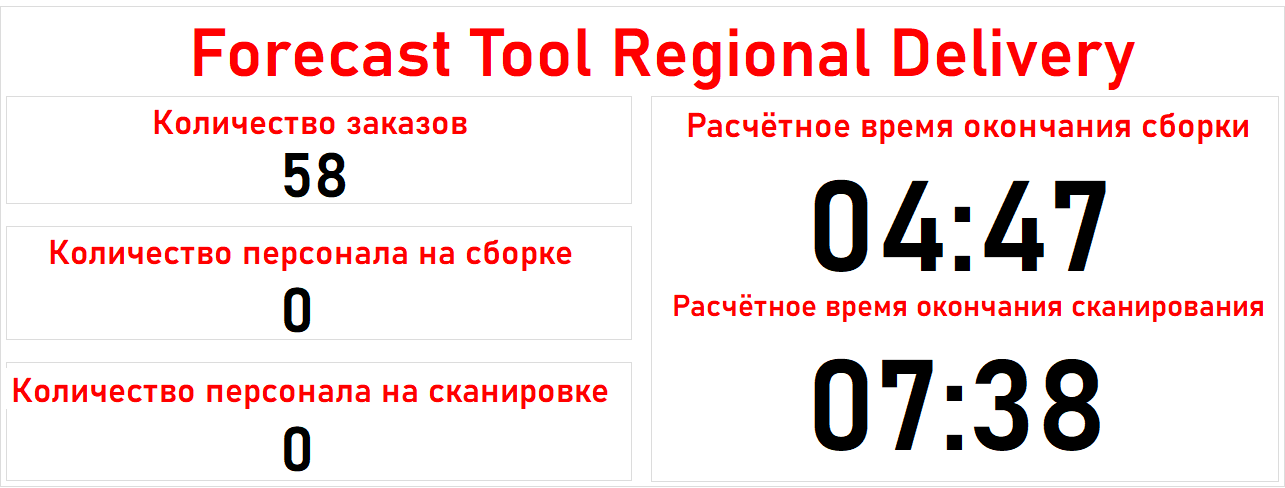 Forecast Tool Regional Delivery
Количество заказов
58
Количество персонала на сборке
0
Количество персонала на сканировке
0
Расчётное время окончания сборки
04:47
Расчётное время окончания сканирования
07:38